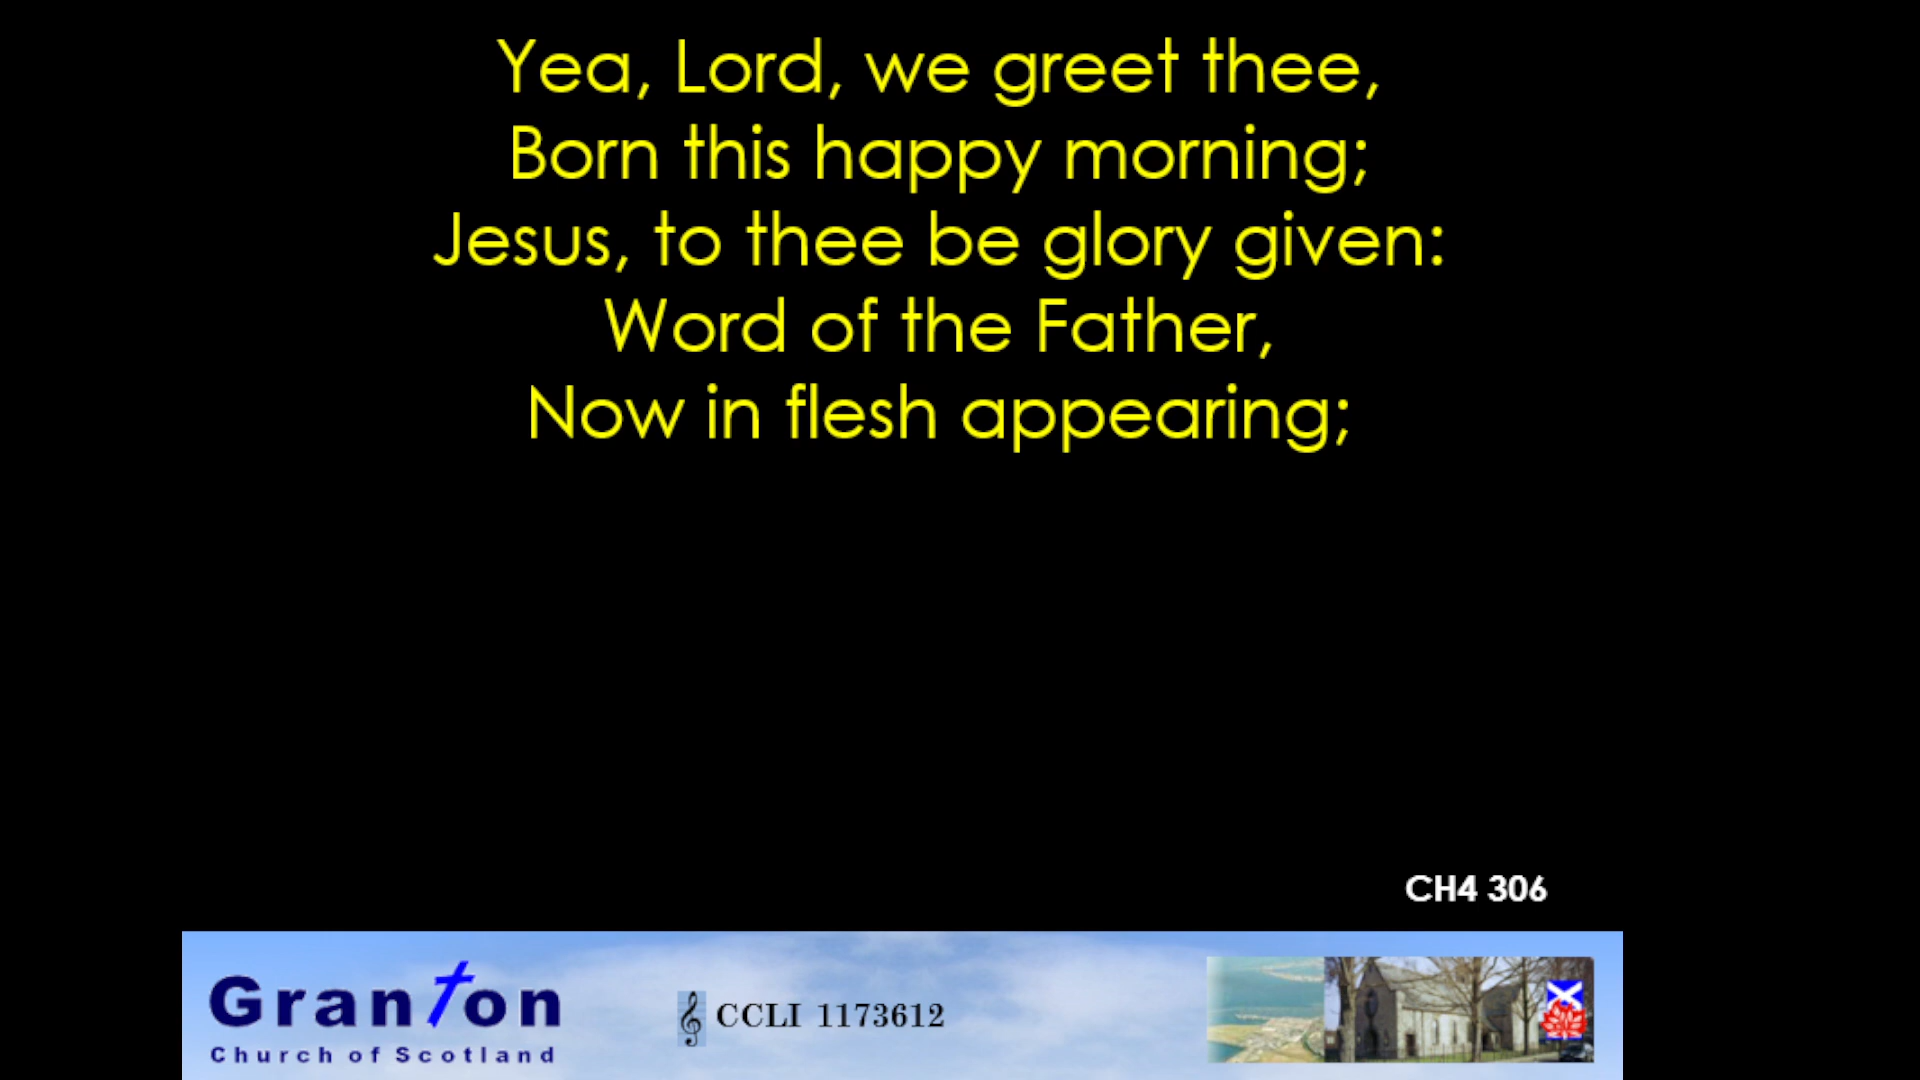 Yea, Lord, we greet thee,
Born this happy morning;
Jesus, to thee be glory given:
Word of the Father,
Now in flesh appearing;
CH4 306
Granton
Church of Scotland
CCLI 1173612